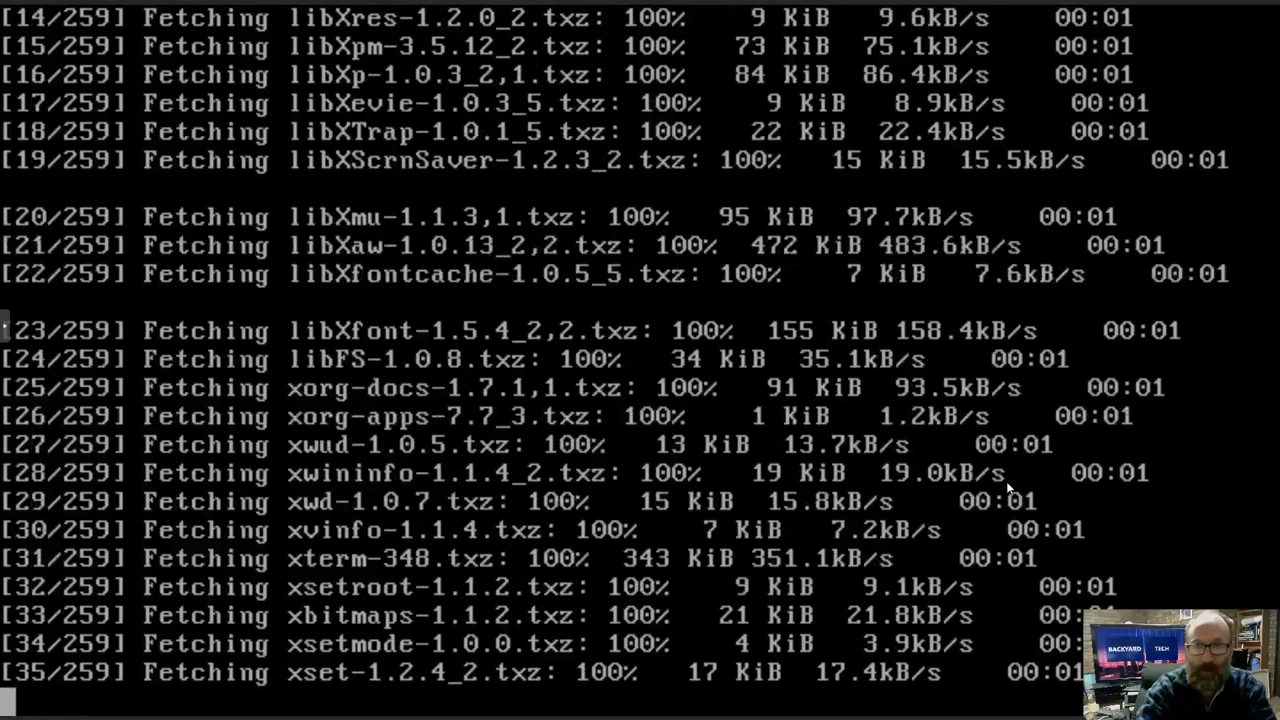 [14/259] Fetching libXres-1.2.0_2.txz: 100% 9 KiB 9.6kB/s 00:01
[15/259] Fetching libXpm-3.5.12_2.txz: 100% 73 KiB 75.1kB/s 00:01
[16/259] Fetching libXp-1.0.3_2,1.txz: 100% 84 KiB 86.4kB/s 00:01
[17/259] Fetching libXevie-1.0.3_5.txz: 100% 9 KiB 8.9kB/s 00:01
[18/259] Fetching libXTrap-1.0.1_5.txz: 100% 22 KiB 22.4kB/s 00:01
[19/259] Fetching libXScrnSaver-1.2.3_2.txz: 100% 15 KiB 15.5kB/s 00:01
[20/259] Fetching libXmu-1.1.3,1.txz: 100% 95 KiB 97.7kB/s 00:01
[21/259] Fetching libXaw-1.0.13_2,2.txz: 100% 472 KiB 483.6kB/s 00:01
[22/259] Fetching libXfontcache-1.0.5_5.txz: 100% 7 KiB 7.6kB/s 00:01
[23/259] Fetching libXfont-1.5.4_2,2.txz: 100% 155 KiB 158.4kB/s 00:01
[24/259] Fetching libFS-1.0.8.txz: 100% 34 KiB 35.1kB/s 00:01
[25/259] Fetching xorg-docs-1.7.1,1.txz: 100% 91 KiB 93.5kB/s 00:01
[26/259] Fetching xorg-apps-7.7_3.txz: 100% 1 KiB 1.2kB/s 00:01
[27/259] Fetching xwud-1.0.5.txz: 100% 13 KiB 13.7kB/s 00:01
[28/259] Fetching xwininfo-1.1.4_2.txz: 100% 19 KiB 19.0kB/s 00:01
[29/259] Fetching xwd-1.0.7.txz: 100% 15 KiB 15.8kB/s 00:01
[30/259] Fetching xvinfo-1.1.4.txz: 100% 7 KiB 7.2kB/s 00:01
[31/259] Fetching xterm-348.txz: 100% 343 KiB 351.1kB/s 00:01
[32/259] Fetching xsetroot-1.1.2.txz: 100% 9 KiB 9.1kB/s 00:01
[33/259] Fetching xbitmaps-1.1.2.txz: 100% 21 KiB 21.8kB/s 00:
[34/259] Fetching xsetmode-1.0.0.txz: 100% 4 KiB 3.9kB/s 00:
[35/259] Fetching xset-1.2.4_2.txz: 100% 17 KiB 17.4kB/s 00:01
BACKYARD TECH